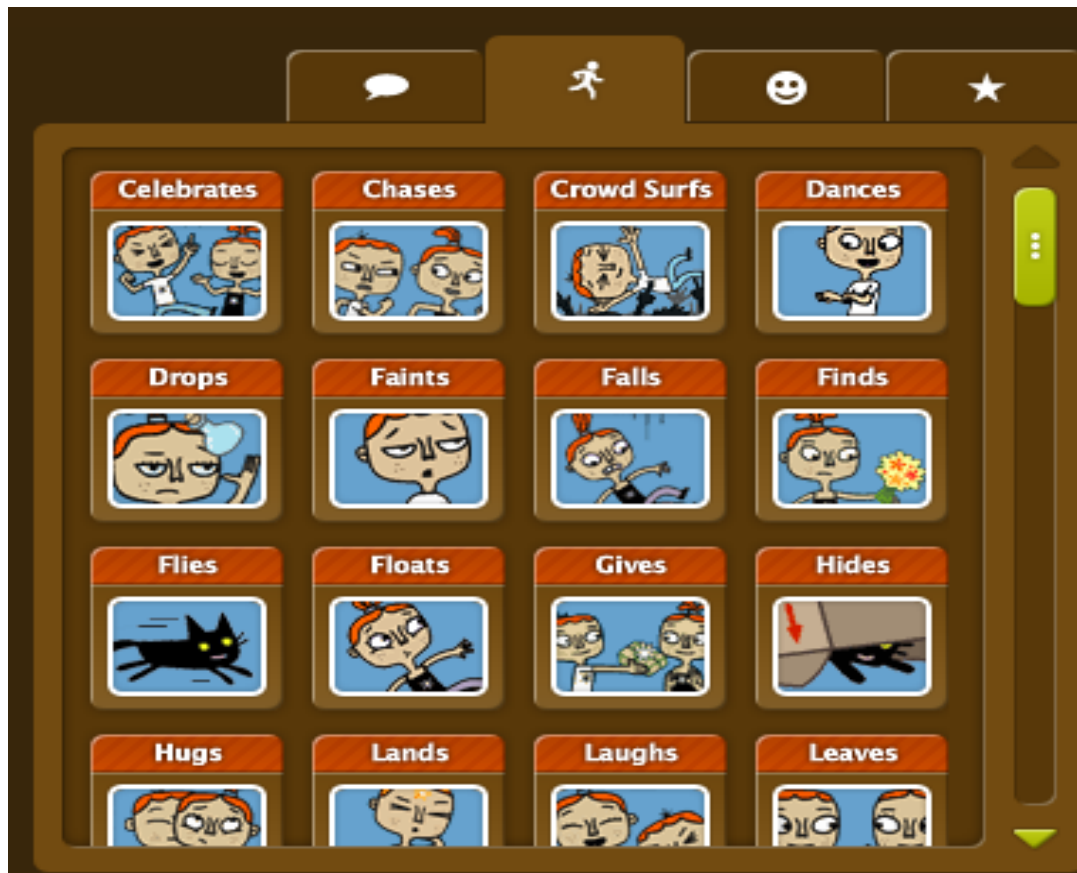 Celebrates Chases Crowd Surfs Dances
Drops Faints Falls Finds
Flies Floats Gives Hides
Hugs Lands Laughs Leaves